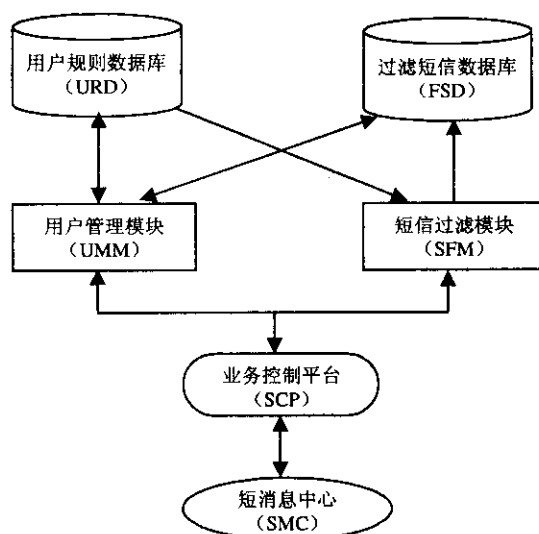 用户规则数据库
（URD）
过滤短信数据库
（FSD）
用户管理模块
（UMM）
短信过滤模块
（SFM）
业务控制平台
（SCP）
短消息中心
（SMC）